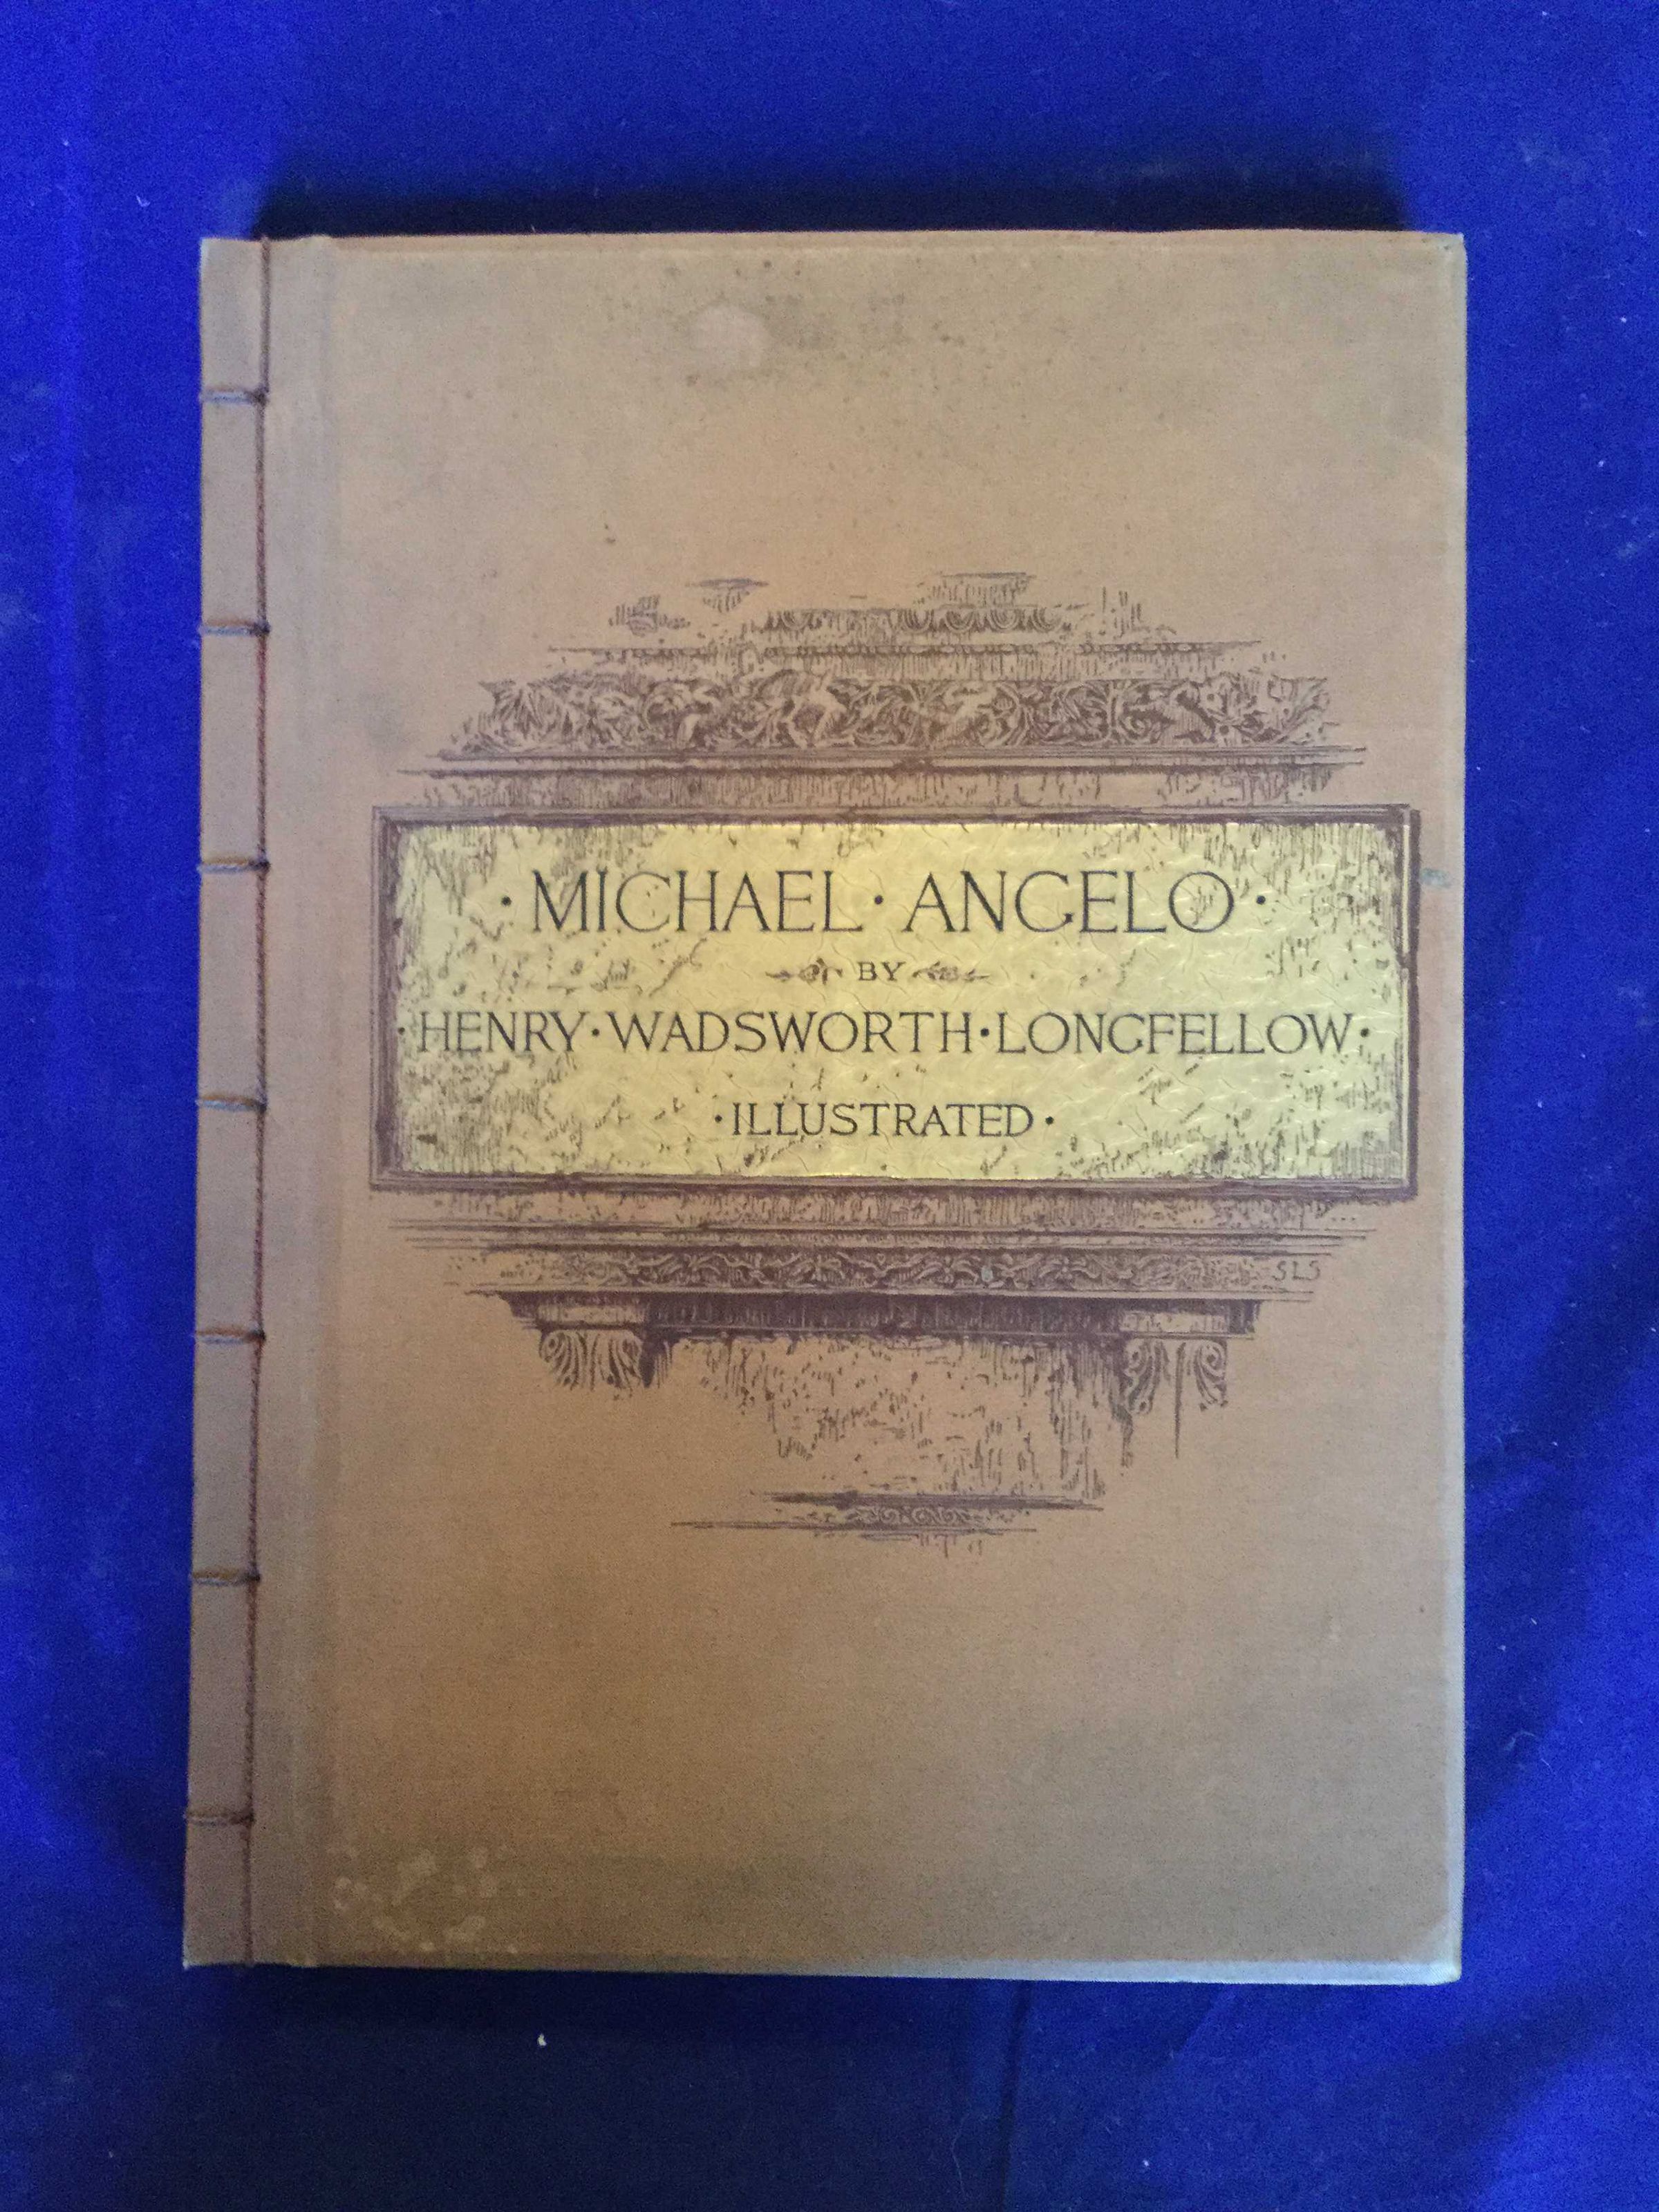 ·MICHAEL·ANGELO·
BY
·HENRY·WADSWORTH·LONGFELLOW·
·ILLUSTRATED·
SLS